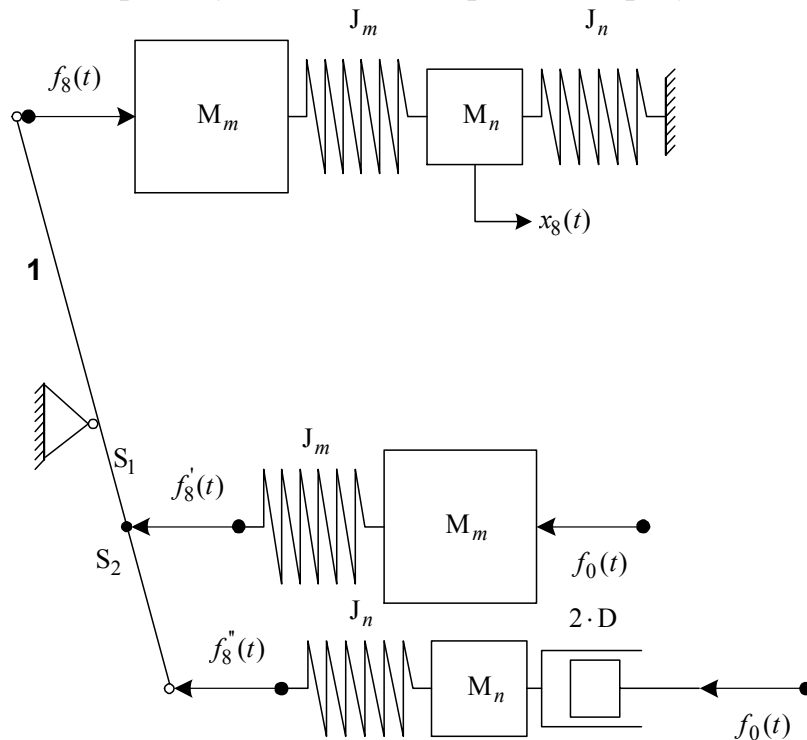 J_m J_n
f_8(t)
M_m M_n
x_8(t)
1
J_m
S_1
f_8^'(t)
M_m
S_2
f_0(t)
J_n
2 · D
f_8^"(t)
M_n
f_0(t)